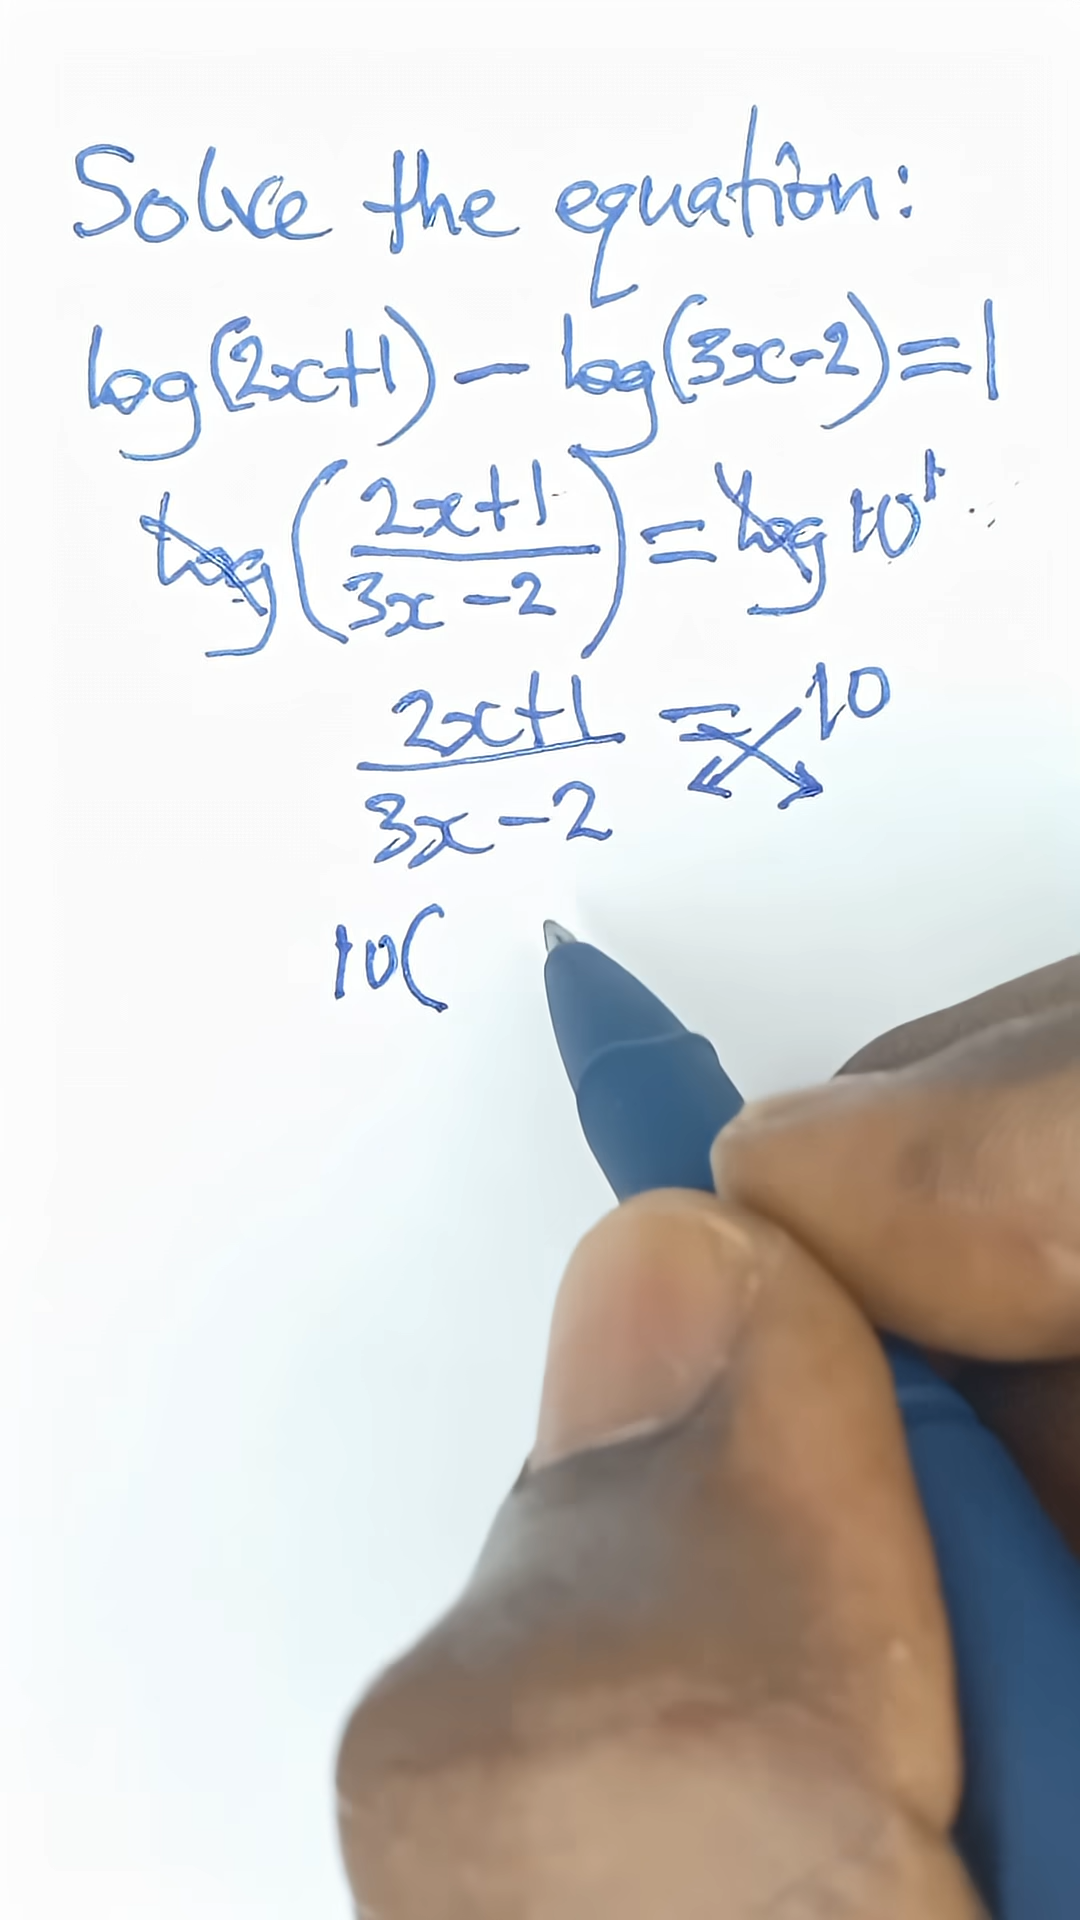 Solve the equation:
log(2x+1) - log(3x-2) = 1
log((2x+1)/(3x-2)) = log 10¹
(2x+1)/(3x-2) = 10
10(